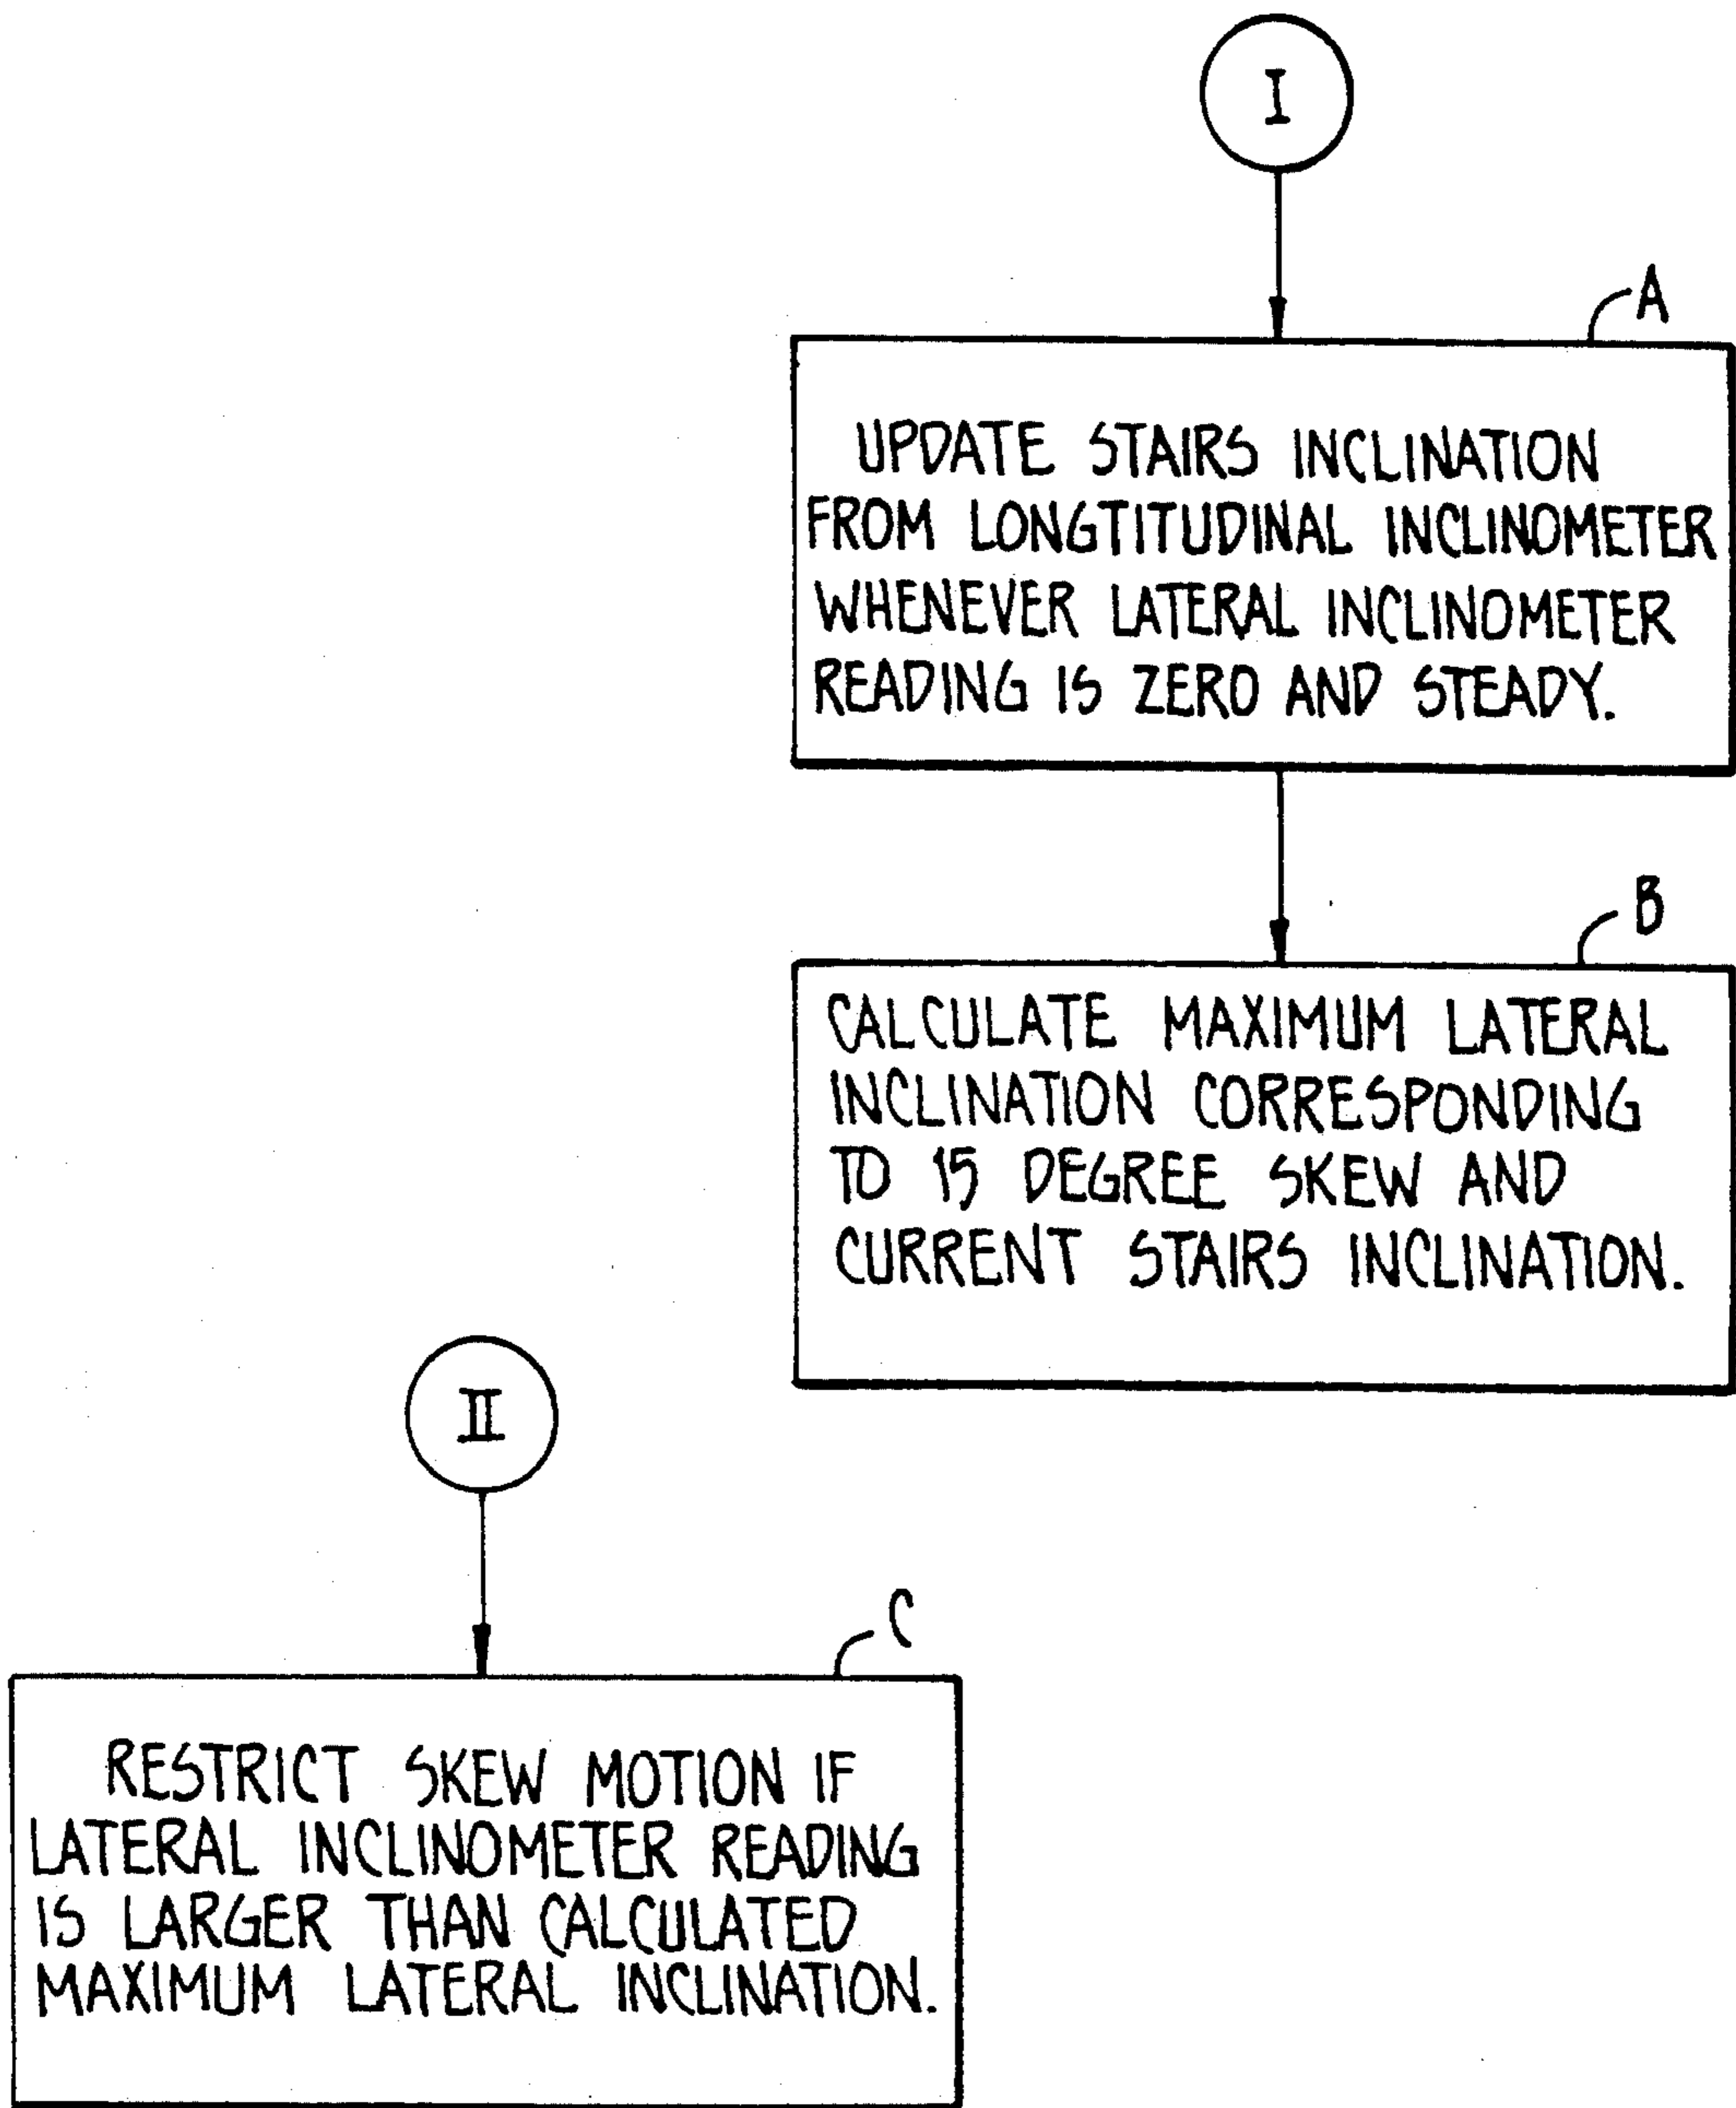 I
A
UPDATE STAIRS INCLINATION
FROM LONGTITUDINAL INCLINOMETER
WHENEVER LATERAL INCLINOMETER
READING IS ZERO AND STEADY.
B
CALCULATE MAXIMUM LATERAL
INCLINATION CORRESPONDING
TO 15 DEGREE SKEW AND
CURRENT STAIRS INCLINATION.
II
C
RESTRICT SKEW MOTION IF
LATERAL INCLINOMETER READING
IS LARGER THAN CALCULATED
MAXIMUM LATERAL INCLINATION.